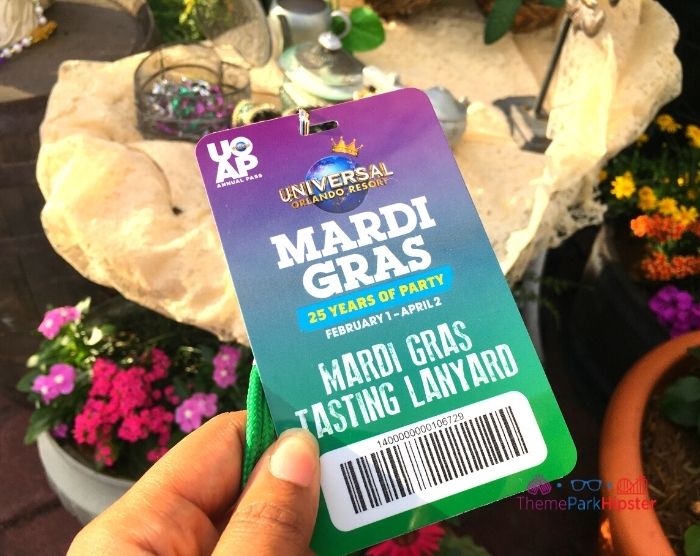 UOAP
ANNUAL PASS
UNIVERSAL
ORLANDO RESORT
MARDI
GRAS
25 YEARS OF PARTY
FEBRUARY 1 – APRIL 2
MARDI GRAS
TASTING LANYARD
1400000000106729
ThemeParkHipster